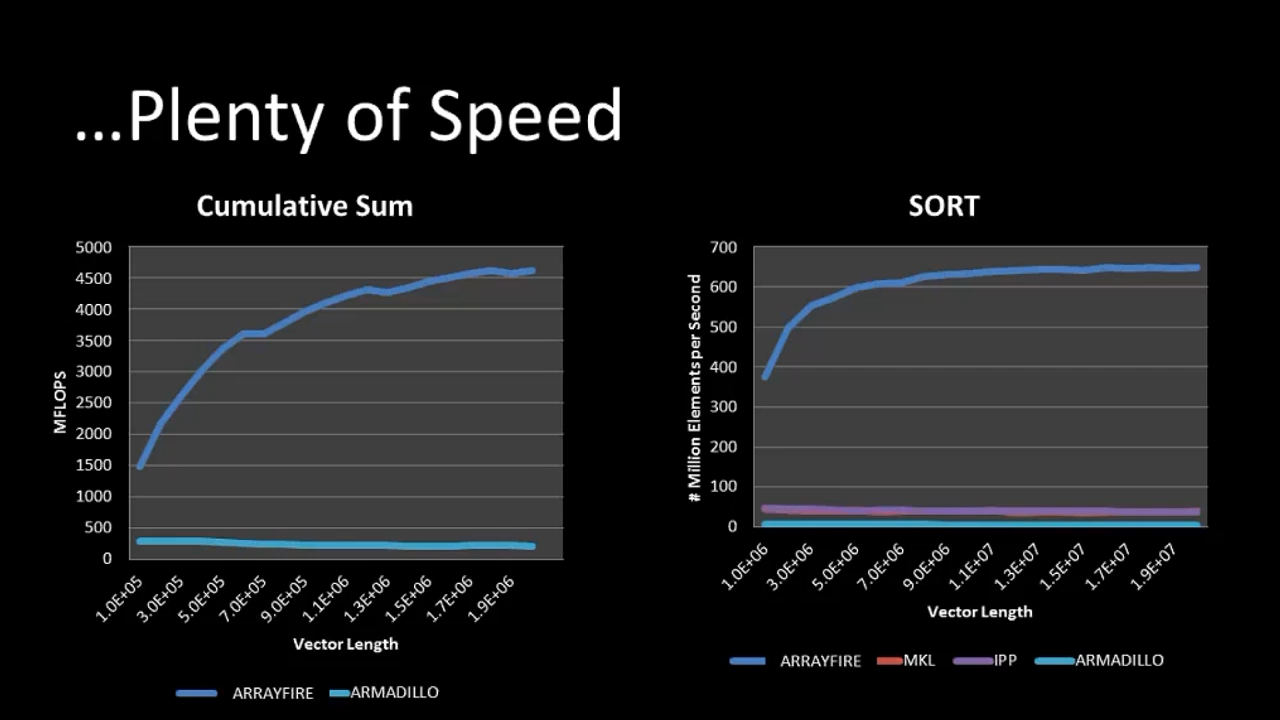 ...Plenty of Speed
Cumulative Sum
5000
4500
4000
3500
3000
2500
2000
1500
1000
500
0
MFLOPS
1.0E+05
3.0E+05
5.0E+05
7.0E+05
9.0E+05
1.1E+06
1.3E+06
1.5E+06
1.7E+06
1.9E+06
Vector Length
ARRAYFIRE ARMADILLO
SORT
700
600
500
400
300
200
100
0
# Million Elements per Second
1.0E+06
3.0E+06
5.0E+06
7.0E+06
9.0E+06
1.1E+07
1.3E+07
1.5E+07
1.7E+07
1.9E+07
Vector Length
ARRAYFIRE MKL IPP ARMADILLO